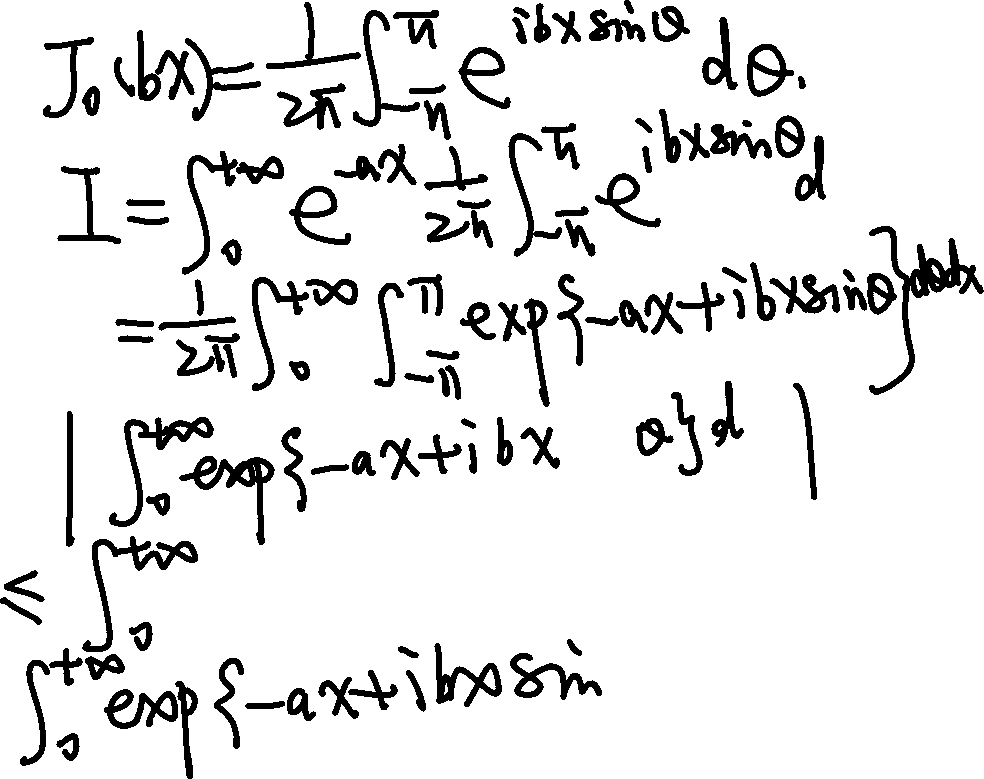 J₀(bx)=1/2π ∫_{-π}^{π} e^{ibx sinθ} dθ.
I=∫_0^{+∞} e^{-ax} 1/2π ∫_{-π}^{π} e^{ibx sinθ} d
=1/2π ∫_0^{+∞} ∫_{-π}^{π} exp{-ax+ibx sinθ}dθdx
|∫_0^{+∞} exp{-ax+ibx θ}d |
≤ ∫_0^{+∞}
∫_0^{+∞} exp{-ax+ibx sin